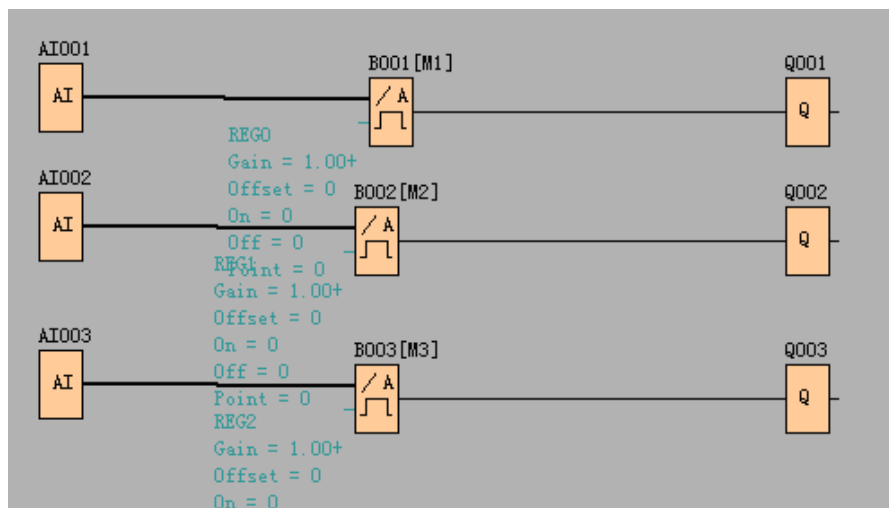 AI001
B001[M1]
Q001
AI
/ A
Q
REG0
Gain = 1.00+
Offset = 0
On = 0
Off = 0
Point = 0
AI002
B002[M2]
Q002
AI
/ A
Q
REG1
Gain = 1.00+
Offset = 0
On = 0
Off = 0
Point = 0
AI003
B003[M3]
Q003
AI
/ A
Q
REG2
Gain = 1.00+
Offset = 0
On = 0